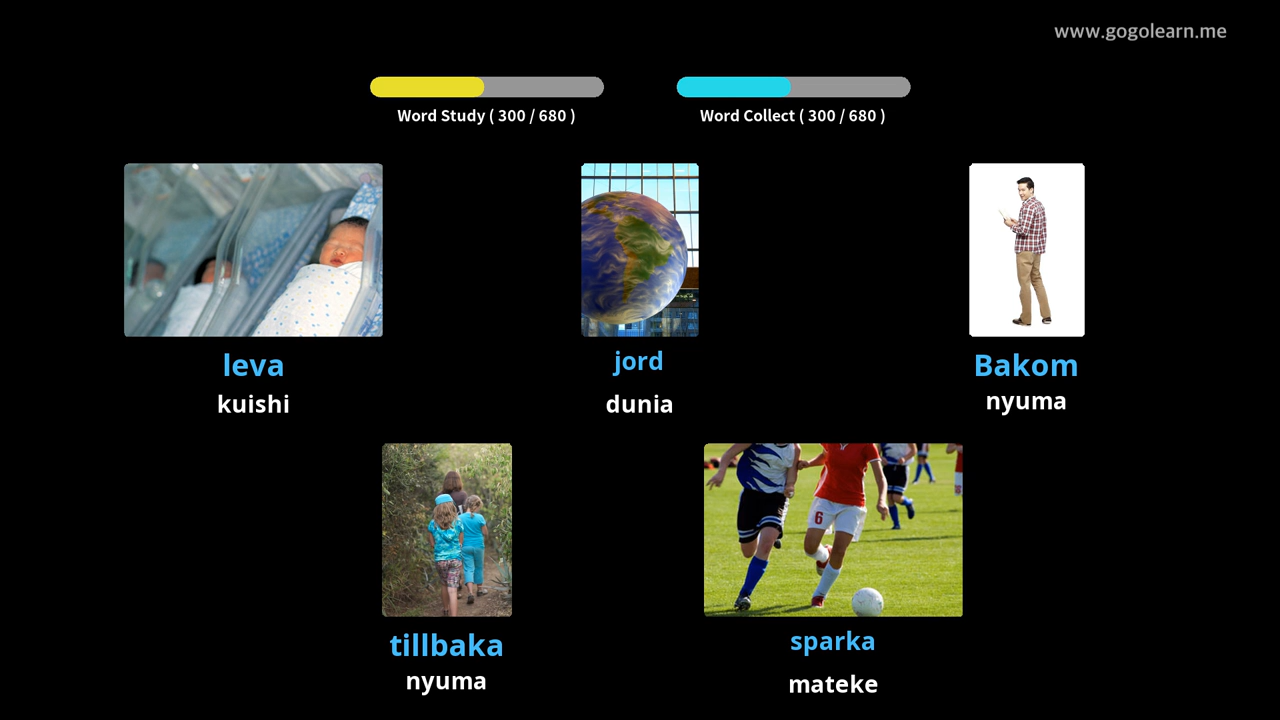 www.gogolearn.me
Word Study ( 300 / 680 )
Word Collect ( 300 / 680 )
leva
kuishi
jord
dunia
Bakom
nyuma
tillbaka
nyuma
sparka
mateke
6